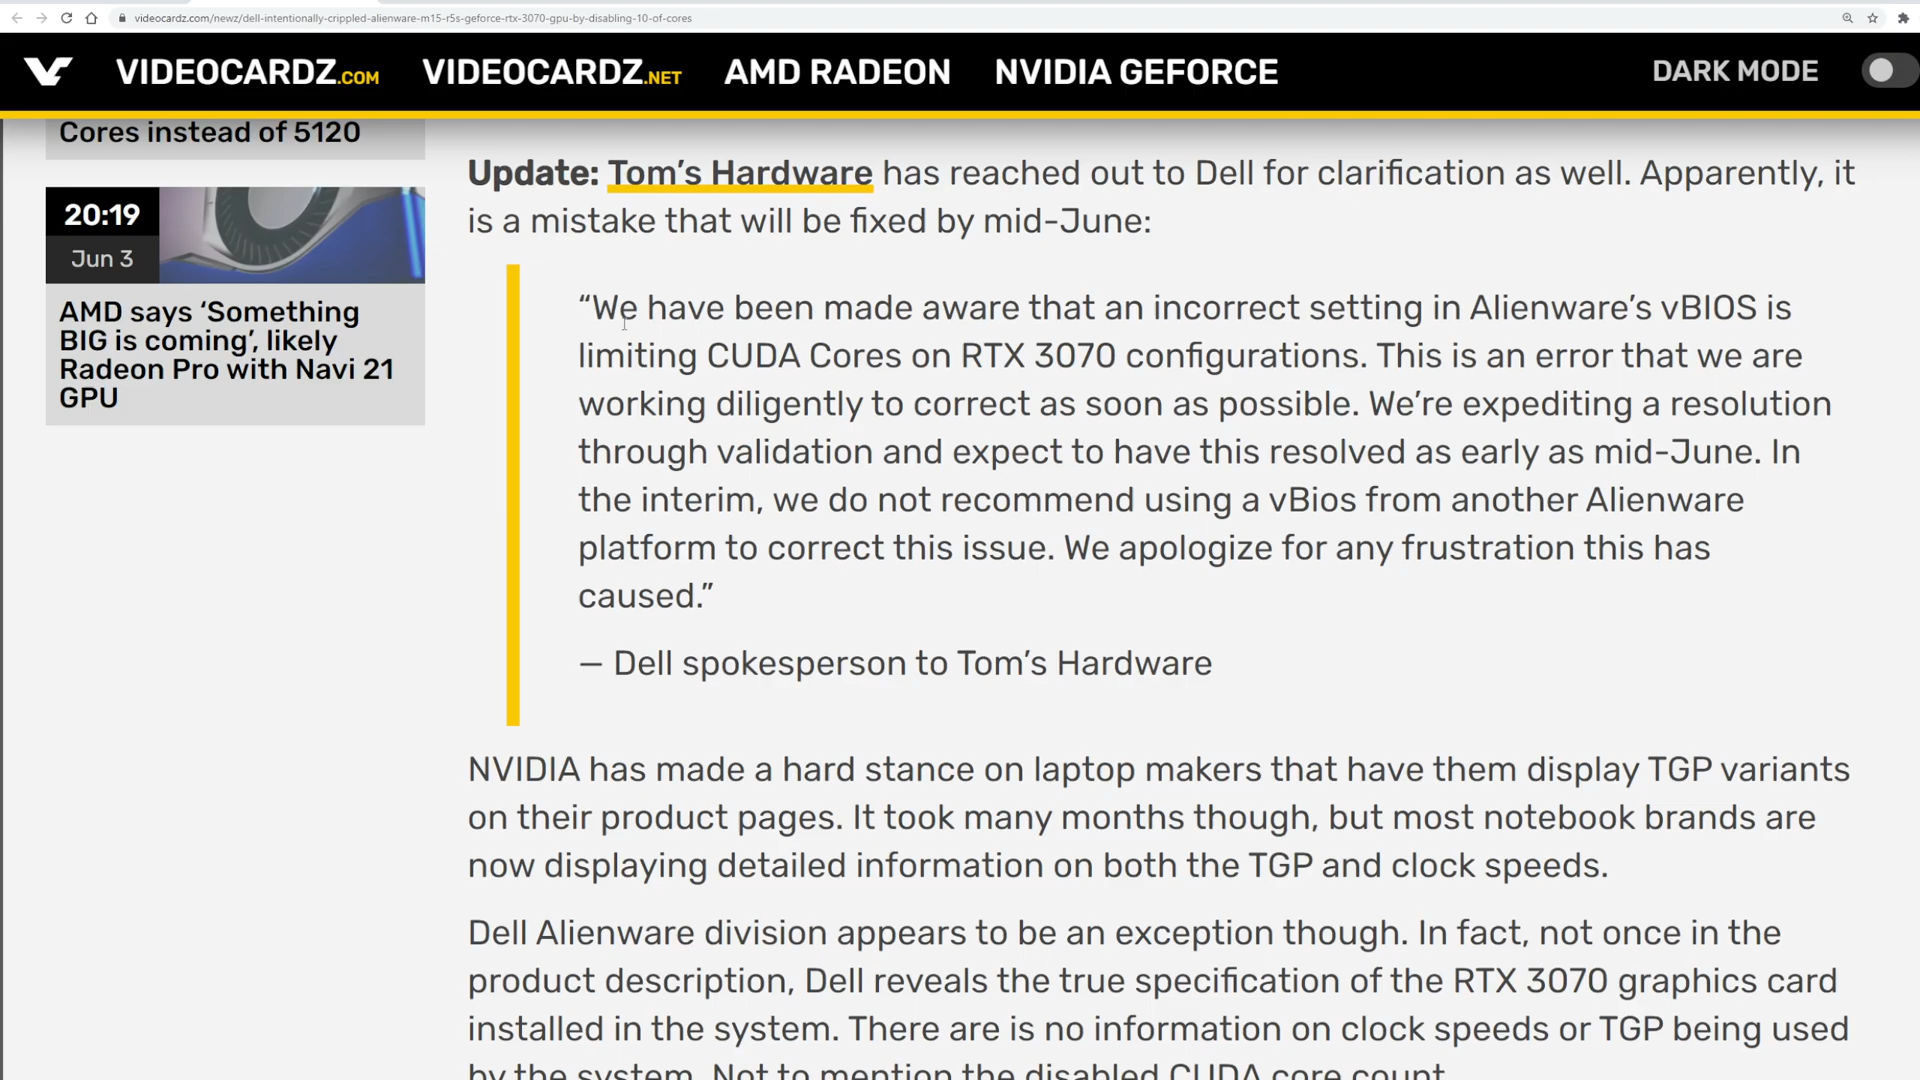 videocardz.com/newz/dell-intentionally-crippled-alienware-m15-r5s-geforce-rtx-3070-gpu-by-disabling-10-of-cores
VIDEOCARDZ.COM VIDEOCARDZ.NET AMD RADEON NVIDIA GEFORCE DARK MODE
Cores instead of 5120
20:19
Jun 3
AMD says ‘Something
BIG is coming’, likely
Radeon Pro with Navi 21
GPU
Update: Tom’s Hardware has reached out to Dell for clarification as well. Apparently, it
is a mistake that will be fixed by mid-June:
“We have been made aware that an incorrect setting in Alienware’s vBIOS is
limiting CUDA Cores on RTX 3070 configurations. This is an error that we are
working diligently to correct as soon as possible. We’re expediting a resolution
through validation and expect to have this resolved as early as mid-June. In
the interim, we do not recommend using a vBios from another Alienware
platform to correct this issue. We apologize for any frustration this has
caused.”
— Dell spokesperson to Tom’s Hardware
NVIDIA has made a hard stance on laptop makers that have them display TGP variants
on their product pages. It took many months though, but most notebook brands are
now displaying detailed information on both the TGP and clock speeds.
Dell Alienware division appears to be an exception though. In fact, not once in the
product description, Dell reveals the true specification of the RTX 3070 graphics card
installed in the system. There are is no information on clock speeds or TGP being used
by the system. Not to mention the disabled CUDA core count.